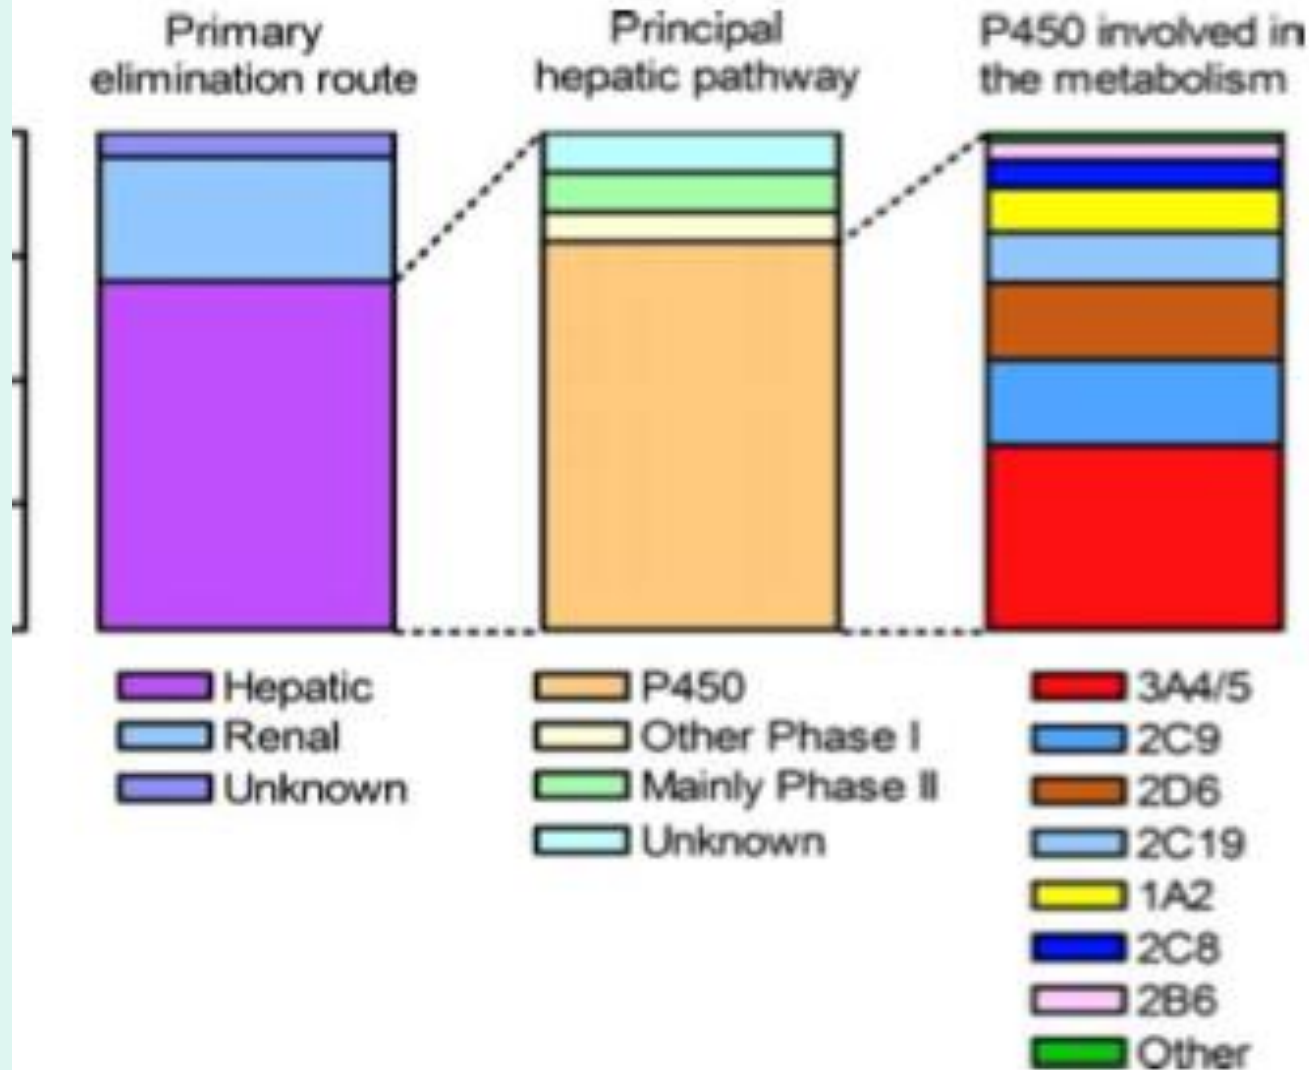 Primary
elimination route
Principal
hepatic pathway
P450 involved in
the metabolism
Hepatic
Renal
Unknown
P450
Other Phase I
Mainly Phase II
Unknown
3A4/5
2C9
2D6
2C19
1A2
2C8
2B6
Other